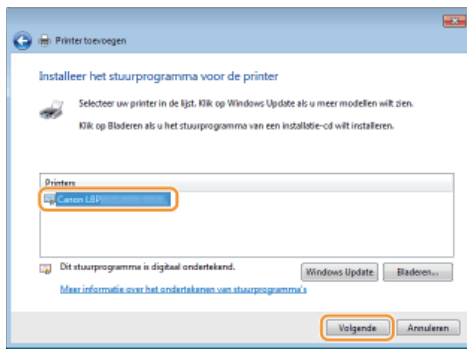 Printer toevoegen
Installeer het stuurprogramma voor de printer
Selecteer uw printer in de lijst. Klik op Windows Update als u meer modellen wilt zien.
Klik op Bladeren als u het stuurprogramma van een installatie-cd wilt installeren.
Printers
Canon LBP
Dit stuurprogramma is digitaal ondertekend.
Windows Update
Bladeren...
Meer informatie over het ondertekenen van stuurprogramma's
Volgende
Annuleren